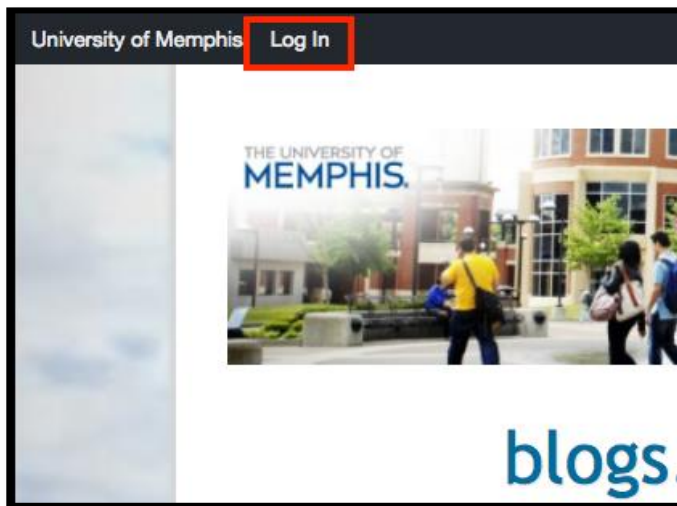 University of Memphis Log In
THE UNIVERSITY OF
MEMPHIS.
blogs.